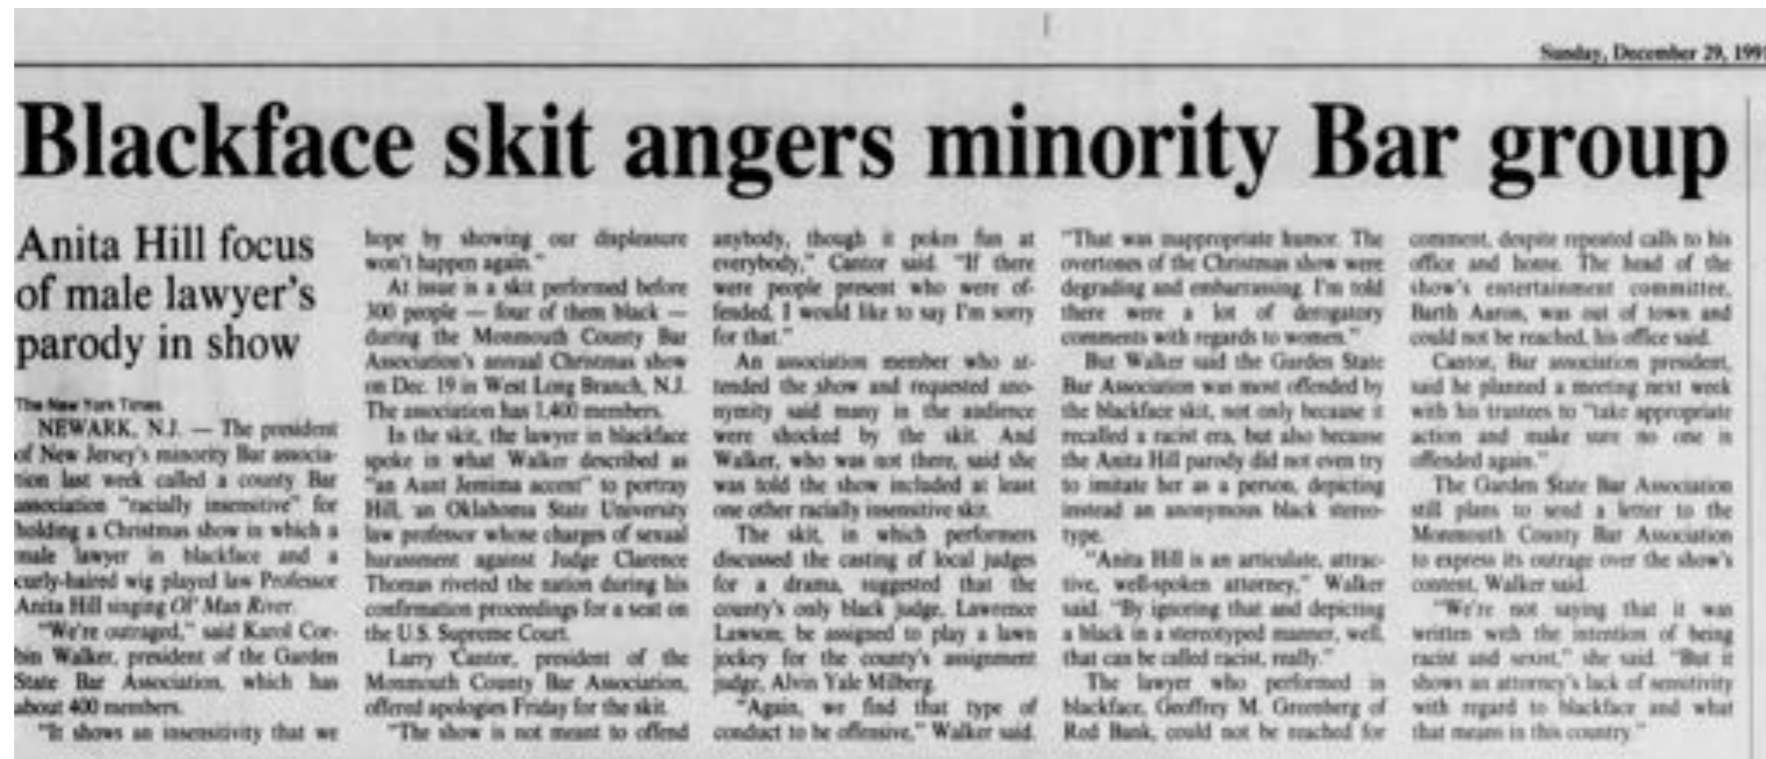 Sunday, December 29, 199
Blackface skit angers minority Bar group
Anita Hill focus
of male lawyer's
parody in show
The New York Times
NEWARK, N.J. — The president
of New Jersey's minority Bar associa-
tion last week called a county Bar
association "racially insensitive" for
holding a Christmas show in which a
male lawyer in blackface and a
curly-haired wig played law Professor
Anita Hill singing Ol' Man River.
"We're outraged," said Karol Cor-
bin Walker, president of the Garden
State Bar Association, which has
about 400 members.
"It shows an insensitivity that we
hope by showing our displeasure
won't happen again."
At issue is a skit performed before
300 people — four of them black —
during the Monmouth County Bar
Association's annual Christmas show
on Dec. 19 in West Long Branch, N.J.
The association has 1,400 members.
In the skit, the lawyer in blackface
spoke in what Walker described as
"an Aunt Jemima accent" to portray
Hill, an Oklahoma State University
law professor whose charges of sexual
harassment against Judge Clarence
Thomas riveted the nation during his
confirmation proceedings for a seat on
the U.S. Supreme Court.
Larry Cantor, president of the
Monmouth County Bar Association,
offered apologies Friday for the skit.
"The show is not meant to offend
anybody, though it pokes fun at
everybody," Cantor said. "If there
were people present who were of-
fended, I would like to say I'm sorry
for that."
An association member who at-
tended the show and requested ano-
nymity said many in the audience
were shocked by the skit. And
Walker, who was not there, said she
was told the show included at least
one other racially insensitive skit.
The skit, in which performers
discussed the casting of local judges
for a drama, suggested that the
county's only black judge, Lawrence
Lawson, be assigned to play a lawn
jockey for the county's assignment
judge, Alvin Yale Milberg.
"Again, we find that type of
conduct to be offensive," Walker said.
"That was inappropriate humor. The
overtones of the Christmas show were
degrading and embarrassing. I'm told
there were a lot of derogatory
comments with regards to women."
But Walker said the Garden State
Bar Association was most offended by
the blackface skit, not only because it
recalled a racist era, but also because
the Anita Hill parody did not even try
to imitate her as a person, depicting
instead an anonymous black stereo-
type.
"Anita Hill is an articulate, attrac-
tive, well-spoken attorney," Walker
said. "By ignoring that and depicting
a black in a stereotyped manner, well,
that can be called racist, really."
The lawyer who performed in
blackface, Geoffrey M. Greenberg of
Red Bank, could not be reached for
comment, despite repeated calls to his
office and home. The head of the
show's entertainment committee,
Barth Aaron, was out of town and
could not be reached, his office said.
Cantor, Bar association president,
said he planned a meeting next week
with his trustees to "take appropriate
action and make sure no one is
offended again."
The Garden State Bar Association
still plans to send a letter to the
Monmouth County Bar Association
to express its outrage over the show's
content, Walker said.
"We're not saying that it was
written with the intention of being
racist and sexist," she said. "But it
shows an attorney's lack of sensitivity
with regard to blackface and what
that means in this country."